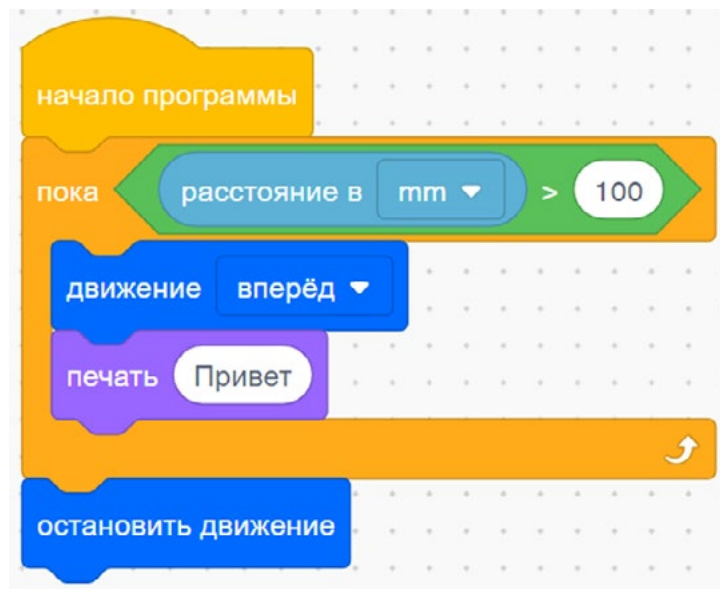 начало программы
пока расстояние в mm > 100
движение вперёд
печать Привет
остановить движение